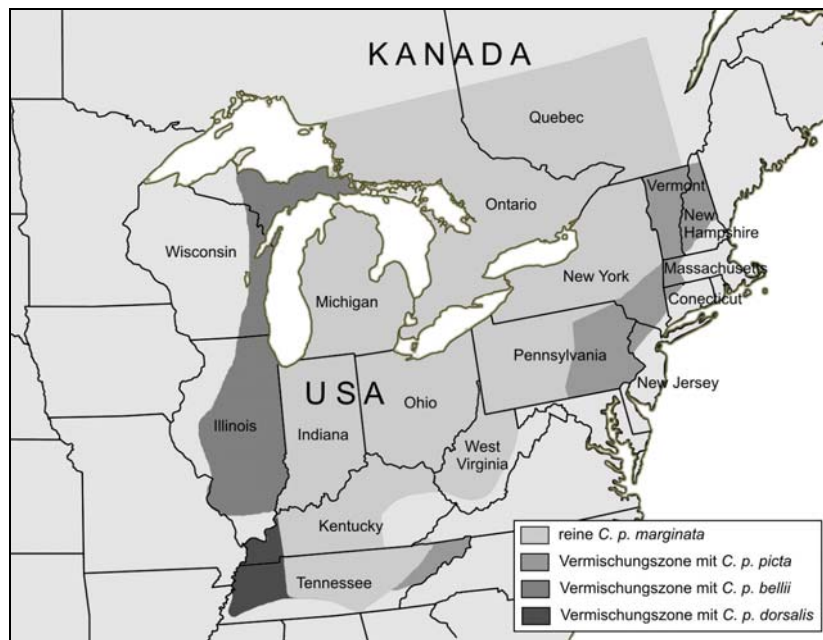 KANADA
Quebec
Ontario
Vermont
New
Hampshire
Wisconsin
Michigan
New York
Massachusetts
Conecticut
Pennsylvania
New Jersey
USA
Ohio
Illinois
Indiana
West
Virginia
Kentucky
Tennessee
reine C. p. marginata
Vermischungszone mit C. p. picta
Vermischungszone mit C. p. bellii
Vermischungszone mit C. p. dorsalis